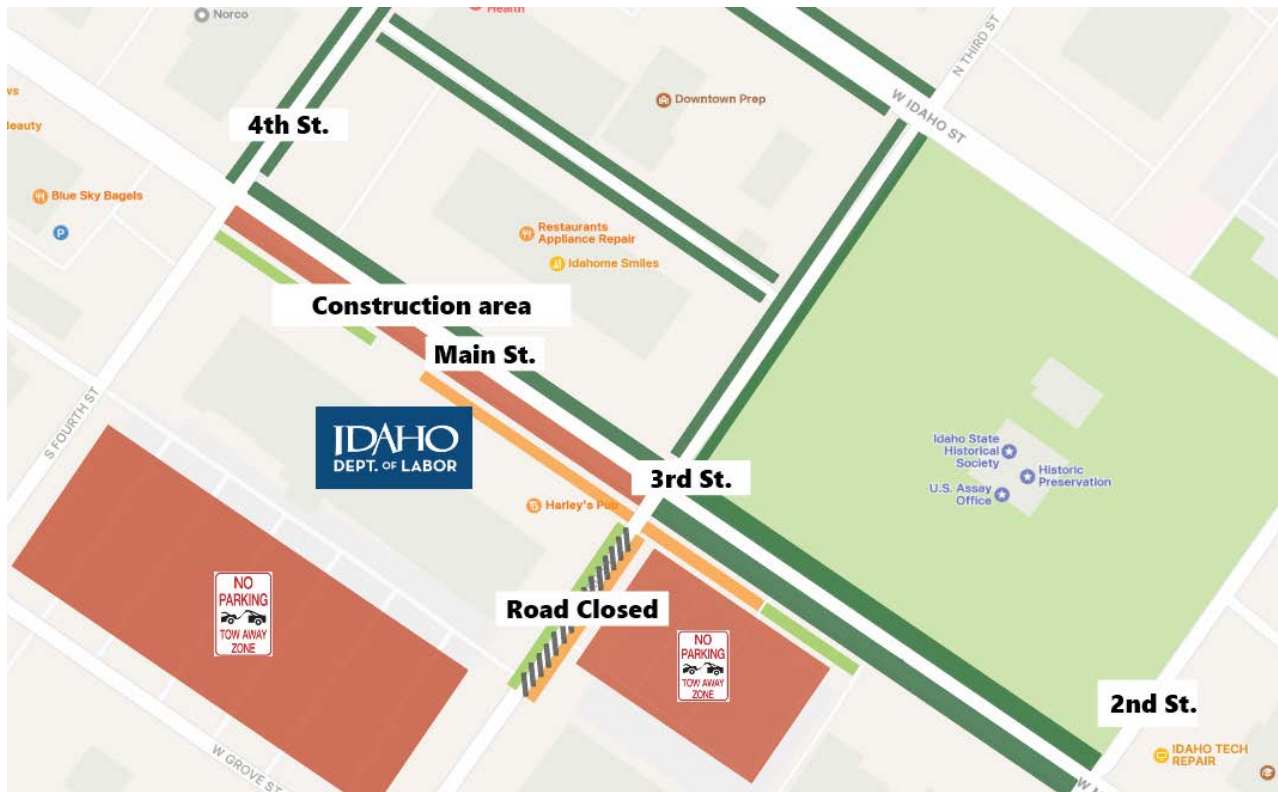 Norco
Health
N THIRD ST
ws
Downtown Prep
W IDAHO ST
4th St.
Beauty
Blue Sky Bagels
P
Restaurants
Appliance Repair
Idahome Smiles
Construction area
Main St.
S FOURTH ST
IDAHO
DEPT. OF LABOR
Idaho State
Historical
Society
Historic
Preservation
U.S. Assay
Office
3rd St.
Harley's Pub
NO
PARKING
TOW AWAY
ZONE
Road Closed
NO
PARKING
TOW AWAY
ZONE
2nd St.
IDAHO TECH
REPAIR
W GROVE ST
W M